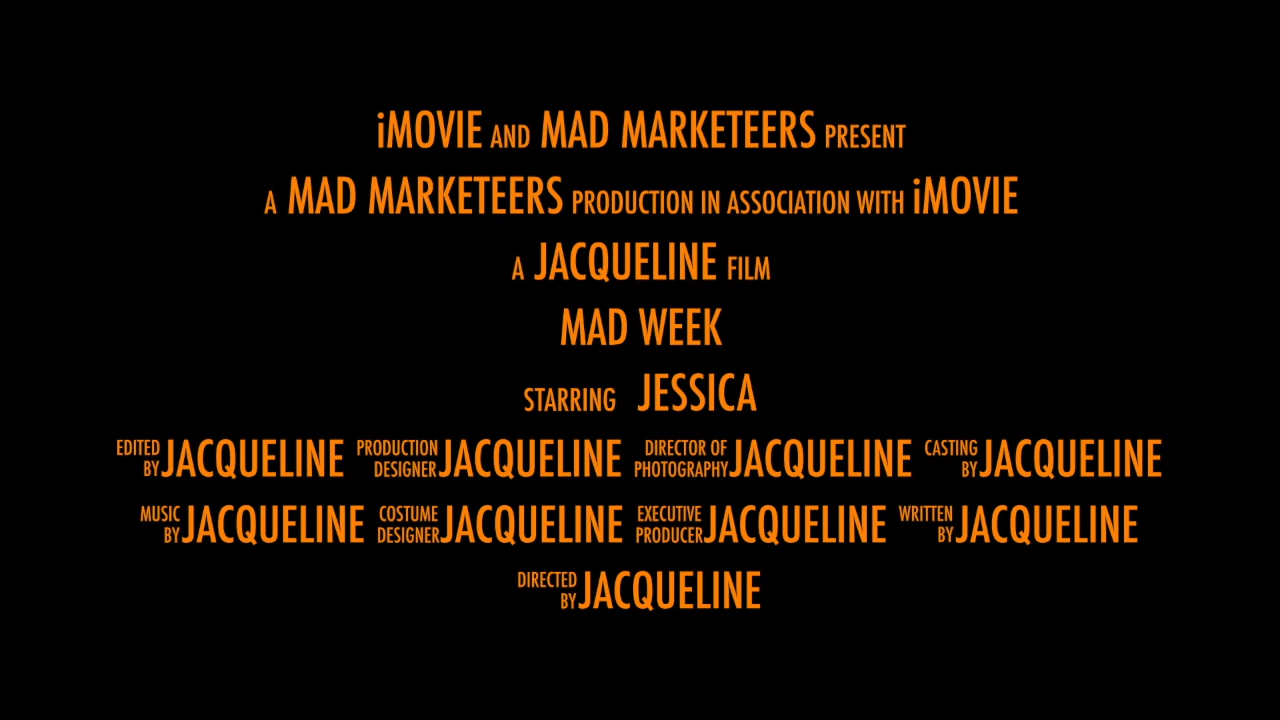 iMOVIE AND MAD MARKETEERS PRESENT
A MAD MARKETEERS PRODUCTION IN ASSOCIATION WITH iMOVIE
A JACQUELINE FILM
MAD WEEK
STARRING JESSICA
EDITED BY JACQUELINE PRODUCTION DESIGNER JACQUELINE DIRECTOR OF PHOTOGRAPHY JACQUELINE CASTING BY JACQUELINE
MUSIC BY JACQUELINE COSTUME DESIGNER JACQUELINE EXECUTIVE PRODUCER JACQUELINE WRITTEN BY JACQUELINE
DIRECTED BY JACQUELINE